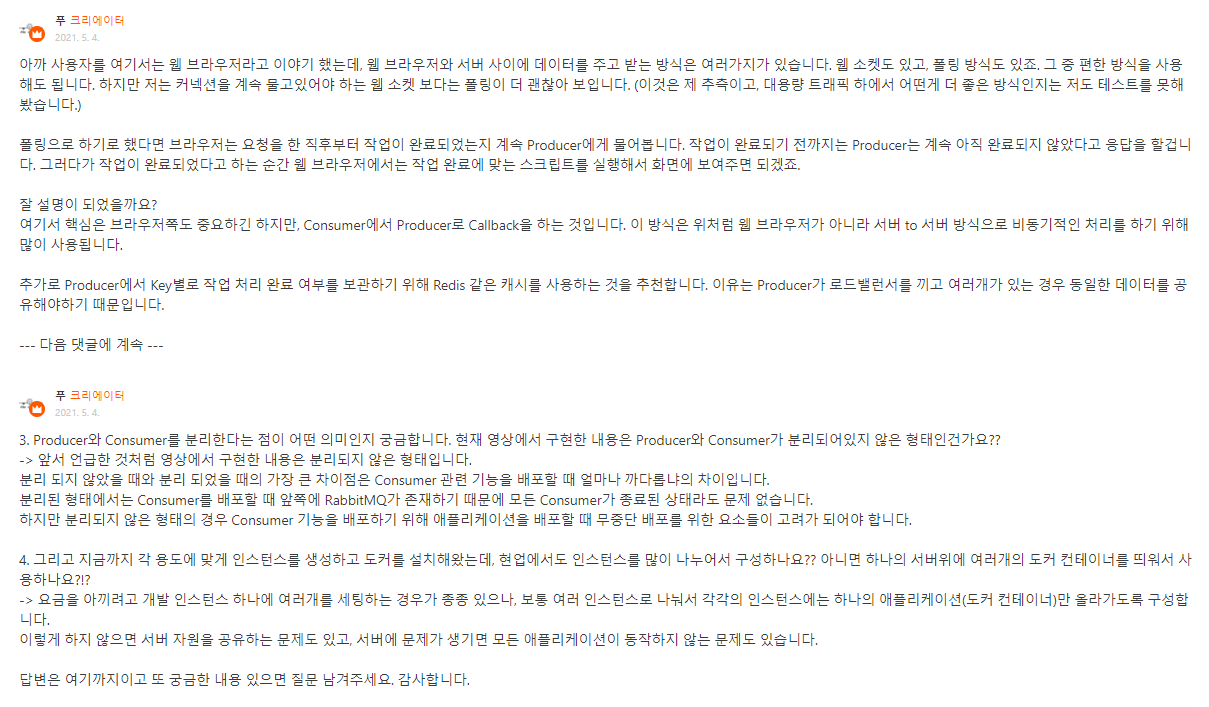 푸 크리에이터
2021. 5. 4.
아까 사용자를 여기서는 웹 브라우저라고 이야기 했는데, 웹 브라우저와 서버 사이에 데이터를 주고 받는 방식은 여러가지가 있습니다. 웹 소켓도 있고, 폴링 방식도 있죠. 그 중 편한 방식을 사용
해도 됩니다. 하지만 저는 커넥션을 계속 물고있어야 하는 웹 소켓 보다는 폴링이 더 괜찮아 보입니다. (이것은 제 추측이고, 대용량 트래픽 하에서 어떤게 더 좋은 방식인지는 저도 테스트를 못해
봤습니다.)
폴링으로 하기로 했다면 브라우저는 요청을 한 직후부터 작업이 완료되었는지 계속 Producer에게 물어봅니다. 작업이 완료되기 전까지는 Producer는 계속 아직 완료되지 않았다고 응답을 할겁니
다. 그러다가 작업이 완료되었다고 하는 순간 웹 브라우저에서는 작업 완료에 맞는 스크립트를 실행해서 화면에 보여주면 되겠죠.
잘 설명이 되었을까요?
여기서 핵심은 브라우저쪽도 중요하긴 하지만, Consumer에서 Producer로 Callback을 하는 것입니다. 이 방식은 위처럼 웹 브라우저가 아니라 서버 to 서버 방식으로 비동기적인 처리를 하기 위해
많이 사용됩니다.
추가로 Producer에서 Key별로 작업 처리 완료 여부를 보관하기 위해 Redis 같은 캐시를 사용하는 것을 추천합니다. 이유는 Producer가 로드밸런서를 끼고 여러개가 있는 경우 동일한 데이터를 공
유해야하기 때문입니다.
--- 다음 댓글에 계속 ---
푸 크리에이터
2021. 5. 4.
3. Producer와 Consumer를 분리한다는 점이 어떤 의미인지 궁금합니다. 현재 영상에서 구현한 내용은 Producer와 Consumer가 분리되어있지 않은 형태인건가요??
-> 앞서 언급한 것처럼 영상에서 구현한 내용은 분리되지 않은 형태입니다.
분리 되지 않았을 때와 분리 되었을 때의 가장 큰 차이점은 Consumer 관련 기능을 배포할 때 얼마나 까다롭냐의 차이입니다.
분리된 형태에서는 Consumer를 배포할 때 앞쪽에 RabbitMQ가 존재하기 때문에 모든 Consumer가 종료된 상태라도 문제 없습니다.
하지만 분리되지 않은 형태의 경우 Consumer 기능을 배포하기 위해 애플리케이션을 배포할 때 무중단 배포를 위한 요소들이 고려가 되어야 합니다.
4. 그리고 지금까지 각 용도에 맞게 인스턴스를 생성하고 도커를 설치해왔는데, 현업에서도 인스턴스를 많이 나누어서 구성하나요?? 아니면 하나의 서버위에 여러개의 도커 컨테이너를 띄워서 사
용하나요?!?
-> 요금을 아끼려고 개발 인스턴스 하나에 여러개를 세팅하는 경우가 종종 있으나, 보통 여러 인스턴스로 나눠서 각각의 인스턴스에는 하나의 애플리케이션(도커 컨테이너)만 올라가도록 구성합
니다.
이렇게 하지 않으면 서버 자원을 공유하는 문제도 있고, 서버에 문제가 생기면 모든 애플리케이션이 동작하지 않는 문제도 있습니다.
답변은 여기까지이고 또 궁금한 내용 있으면 질문 남겨주세요. 감사합니다.